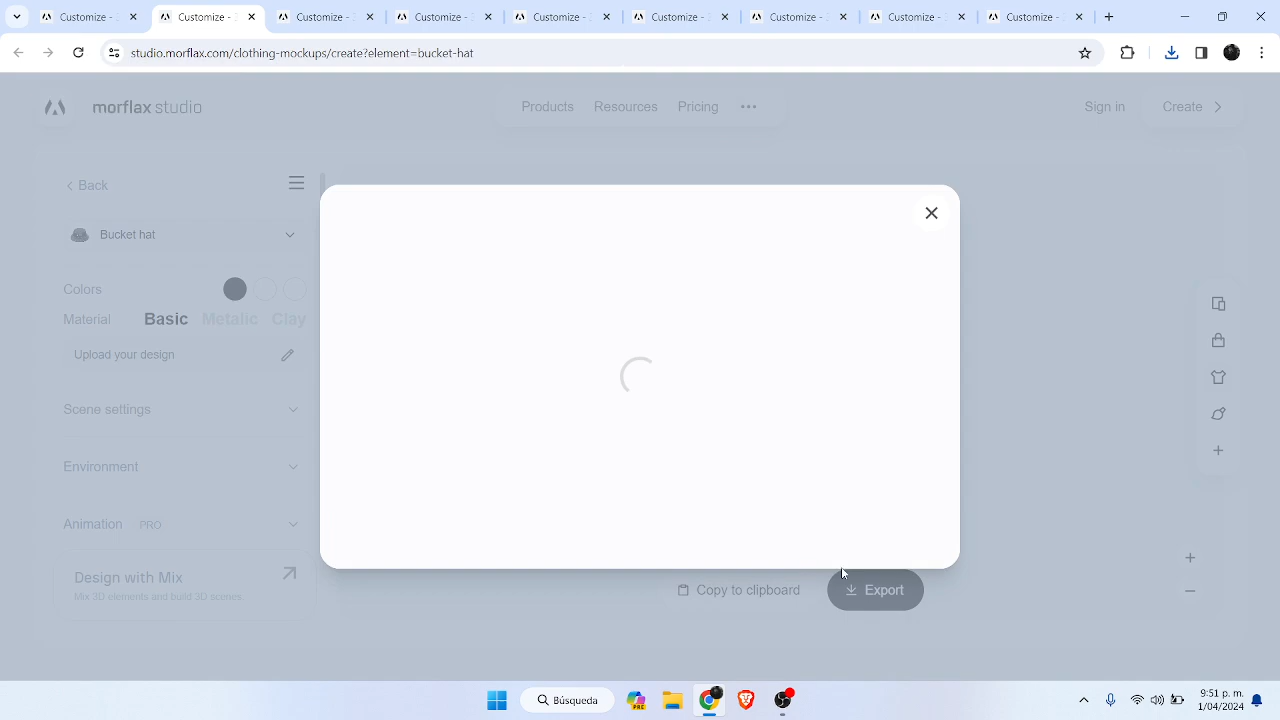 Customize
Customize
Customize
Customize
Customize
Customize
Customize
Customize
Customize
studio.morflax.com/clothing-mockups/create?element=bucket-hat
morflax studio
Products
Resources
Pricing
Sign in
Create
Back
Bucket hat
Colors
Material Basic Metalic Clay
Upload your design
Scene settings
Environment
Animation PRO
Design with Mix
Mix 3D elements and build 3D scenes.
Copy to clipboard
Export
Búsqueda
PRE
9:51 p. m.
1/04/2024